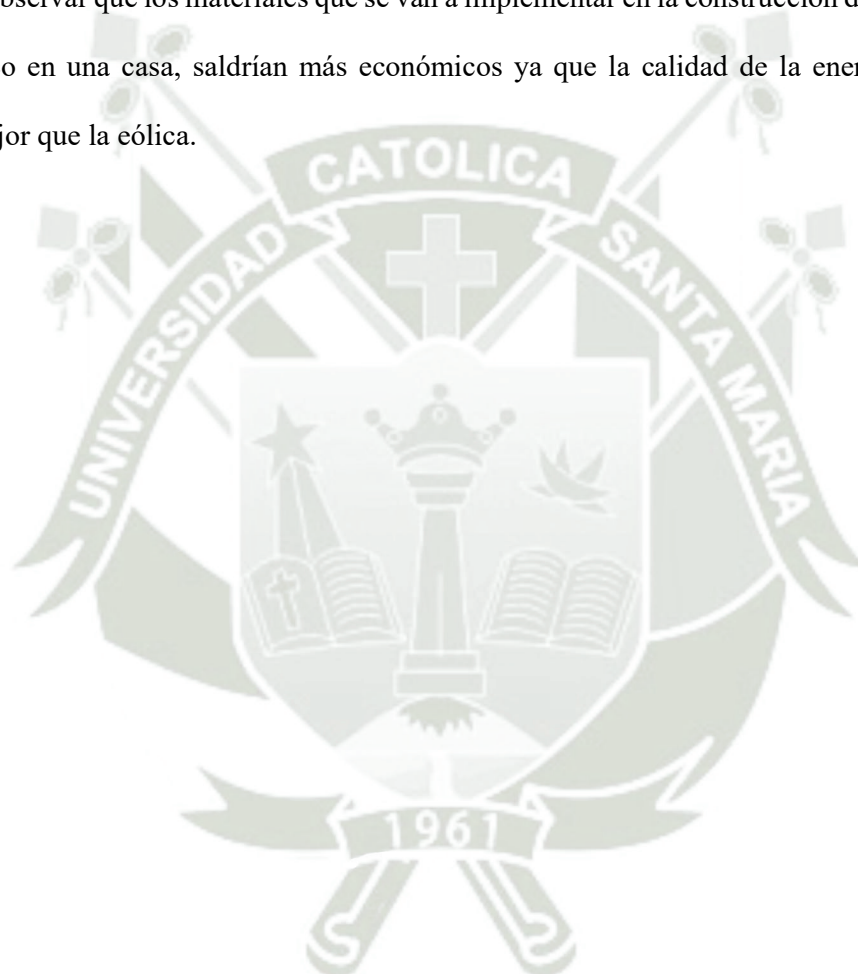 observar que los materiales que se van a implementar en la construcción d
o en una casa, saldrían más económicos ya que la calidad de la ener
jor que la eólica.
CATOLICA
UNIVERSIDAD
SANTA MARIA
1961